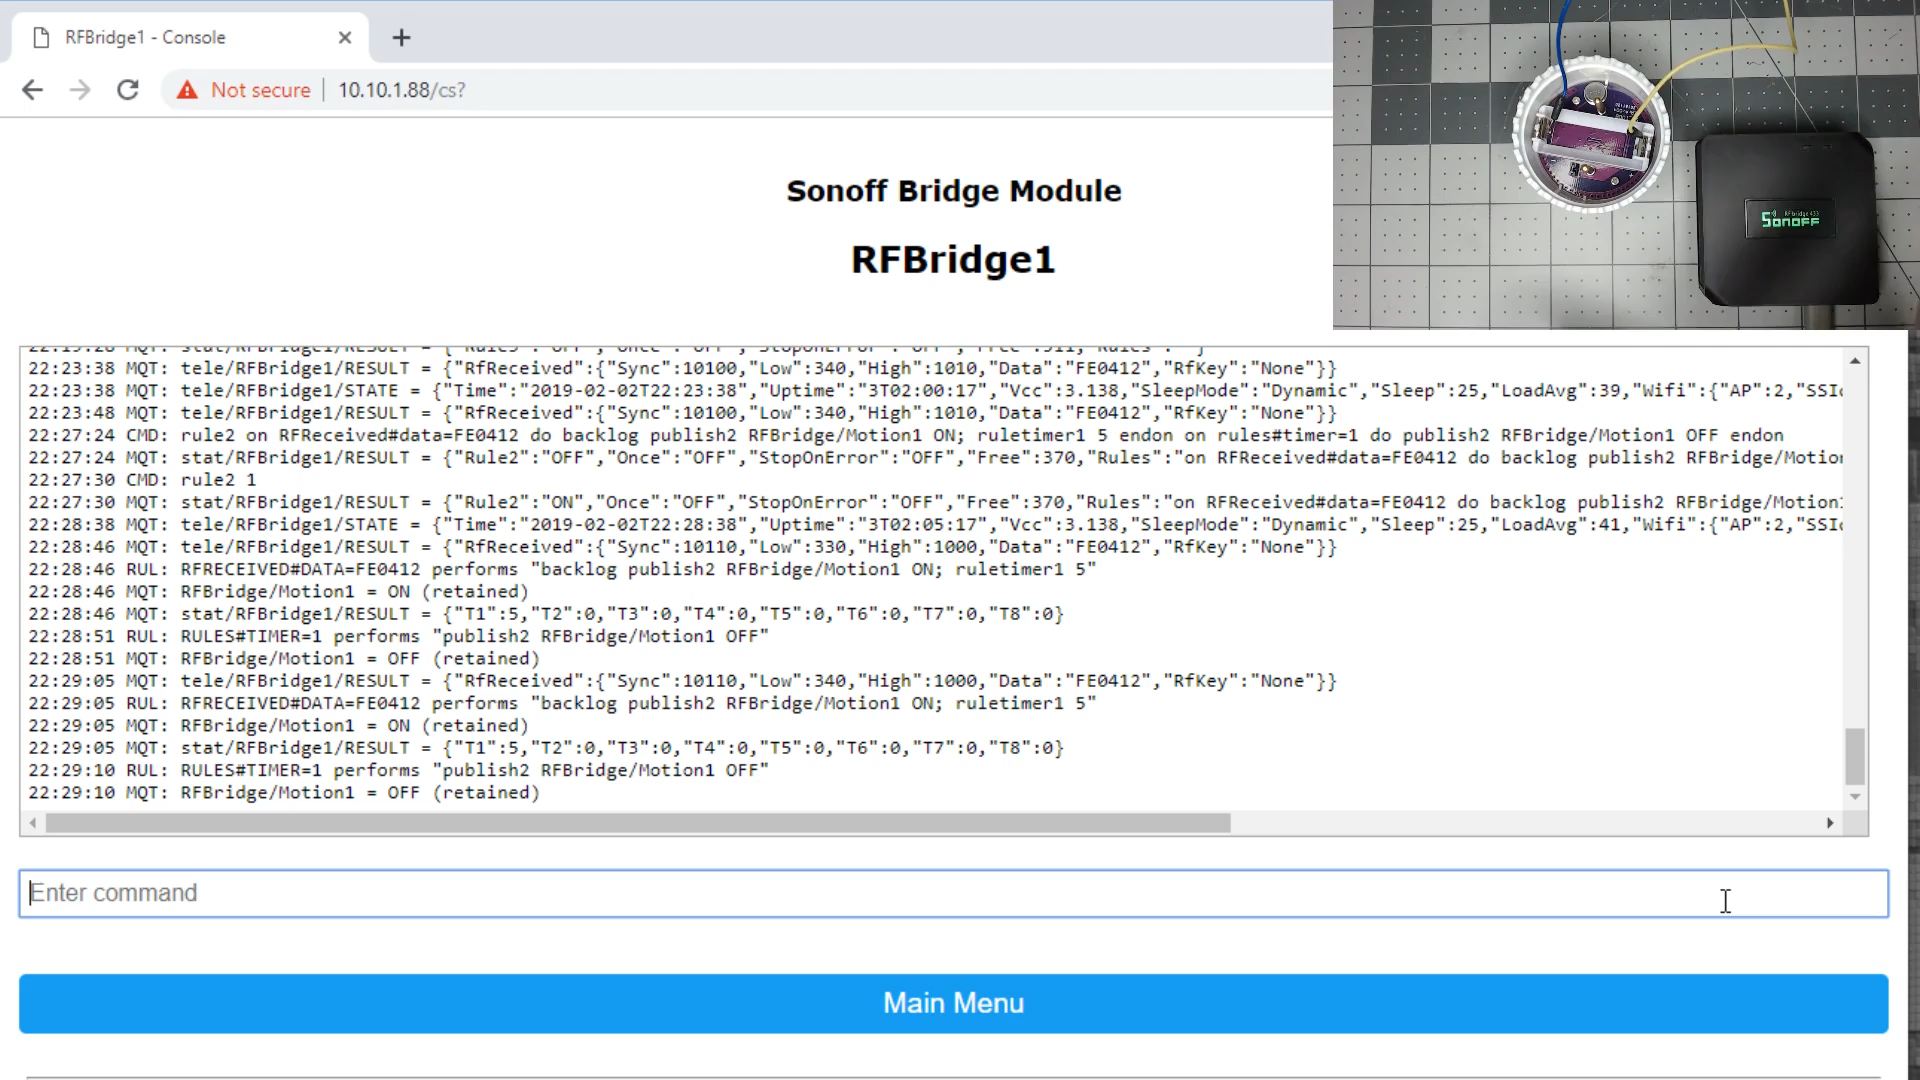 RFBridge1 - Console
Not secure
10.10.1.88/cs?
RFbridge 433
Sonoff
Sonoff Bridge Module
RFBridge1
22:23:38 MQT: tele/RFBridge1/RESULT = {"RfReceived":{"Sync":10100,"Low":340,"High":1010,"Data":"FE0412","RfKey":"None"}}
22:23:38 MQT: tele/RFBridge1/STATE = {"Time":"2019-02-02T22:23:38","Uptime":"3T02:00:17","Vcc":3.138,"SleepMode":"Dynamic","Sleep":25,"LoadAvg":39,"Wifi":{"AP":2,"SSI
22:23:48 MQT: tele/RFBridge1/RESULT = {"RfReceived":{"Sync":10100,"Low":340,"High":1010,"Data":"FE0412","RfKey":"None"}}
22:27:24 CMD: rule2 on RFReceived#data=FE0412 do backlog publish2 RFBridge/Motion1 ON; ruletimer1 5 endon on rules#timer=1 do publish2 RFBridge/Motion1 OFF endon
22:27:24 MQT: stat/RFBridge1/RESULT = {"Rule2":"OFF","Once":"OFF","StopOnError":"OFF","Free":370,"Rules":"on RFReceived#data=FE0412 do backlog publish2 RFBridge/Motion
22:27:30 CMD: rule2 1
22:27:30 MQT: stat/RFBridge1/RESULT = {"Rule2":"ON","Once":"OFF","StopOnError":"OFF","Free":370,"Rules":"on RFReceived#data=FE0412 do backlog publish2 RFBridge/Motion1
22:28:38 MQT: tele/RFBridge1/STATE = {"Time":"2019-02-02T22:28:38","Uptime":"3T02:05:17","Vcc":3.138,"SleepMode":"Dynamic","Sleep":25,"LoadAvg":41,"Wifi":{"AP":2,"SSI
22:28:46 MQT: tele/RFBridge1/RESULT = {"RfReceived":{"Sync":10110,"Low":330,"High":1000,"Data":"FE0412","RfKey":"None"}}
22:28:46 RUL: RFRECEIVED#DATA=FE0412 performs "backlog publish2 RFBridge/Motion1 ON; ruletimer1 5"
22:28:46 MQT: RFBridge/Motion1 = ON (retained)
22:28:46 MQT: stat/RFBridge1/RESULT = {"T1":5,"T2":0,"T3":0,"T4":0,"T5":0,"T6":0,"T7":0,"T8":0}
22:28:51 RUL: RULES#TIMER=1 performs "publish2 RFBridge/Motion1 OFF"
22:28:51 MQT: RFBridge/Motion1 = OFF (retained)
22:29:05 MQT: tele/RFBridge1/RESULT = {"RfReceived":{"Sync":10110,"Low":340,"High":1000,"Data":"FE0412","RfKey":"None"}}
22:29:05 RUL: RFRECEIVED#DATA=FE0412 performs "backlog publish2 RFBridge/Motion1 ON; ruletimer1 5"
22:29:05 MQT: RFBridge/Motion1 = ON (retained)
22:29:05 MQT: stat/RFBridge1/RESULT = {"T1":5,"T2":0,"T3":0,"T4":0,"T5":0,"T6":0,"T7":0,"T8":0}
22:29:10 RUL: RULES#TIMER=1 performs "publish2 RFBridge/Motion1 OFF"
22:29:10 MQT: RFBridge/Motion1 = OFF (retained)
Enter command
Main Menu